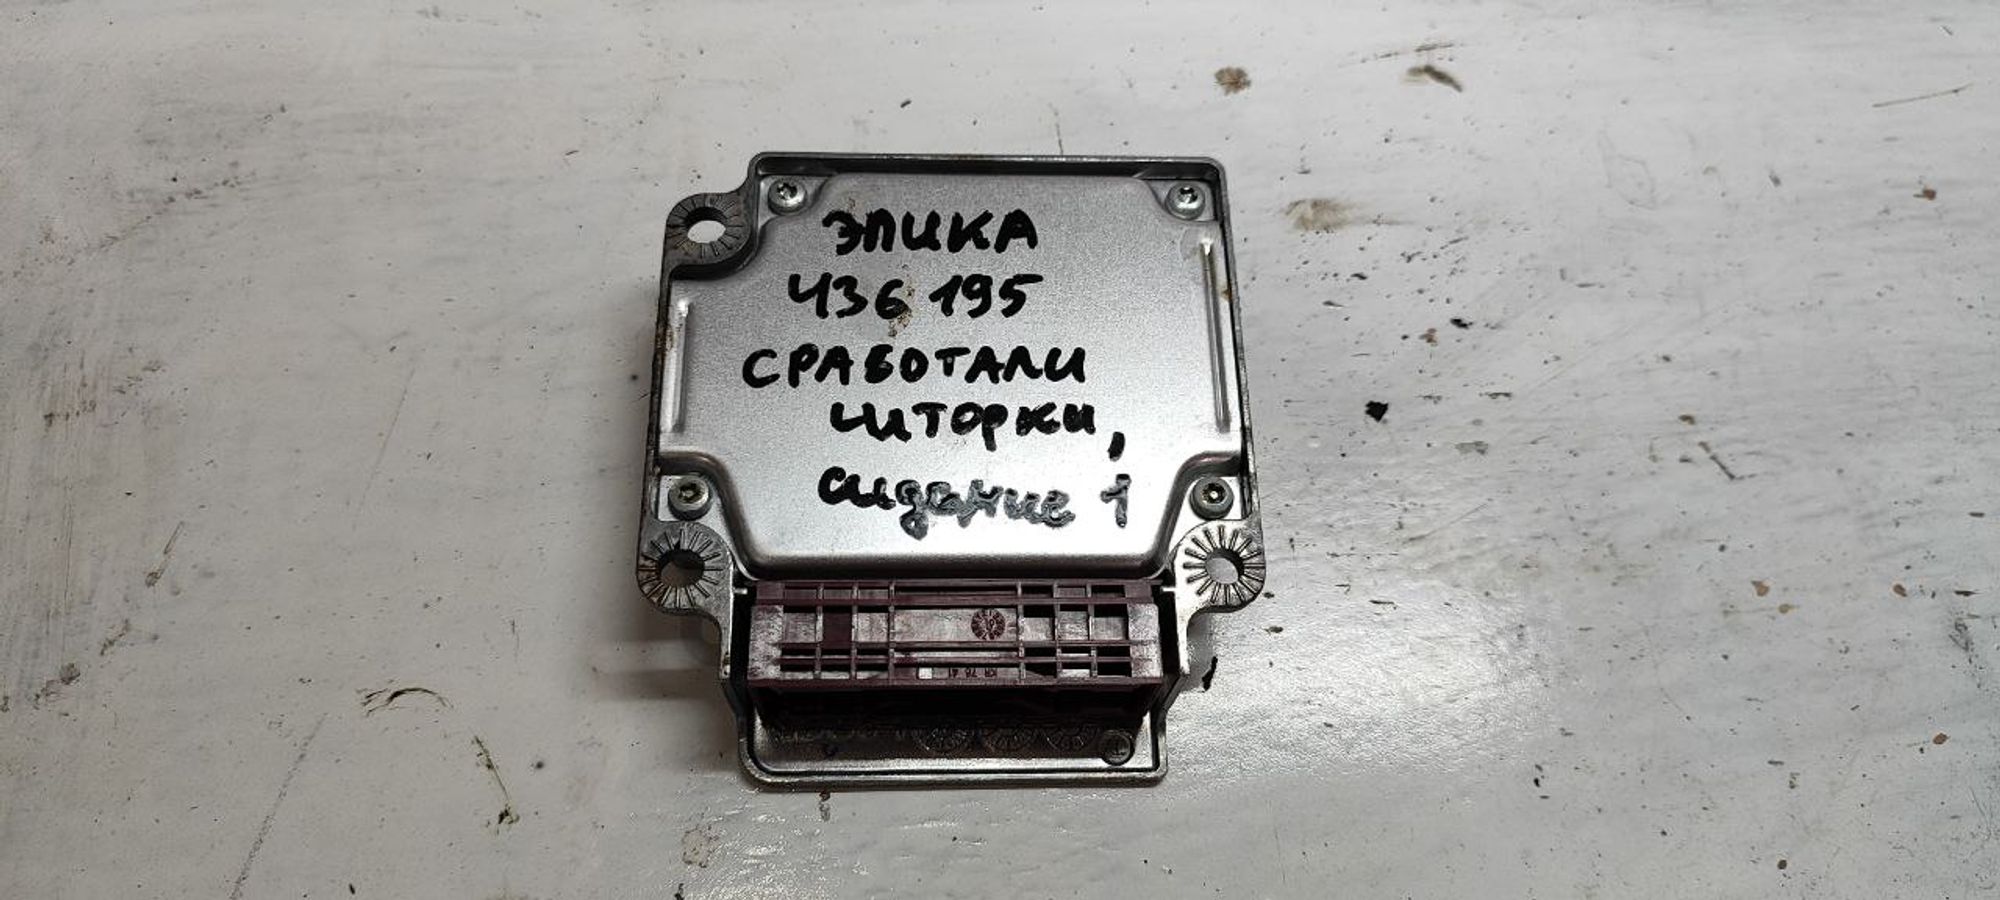 ЭПИКА
436 195
СРАБОТАЛИ
ШТОРКИ,
сидение 1